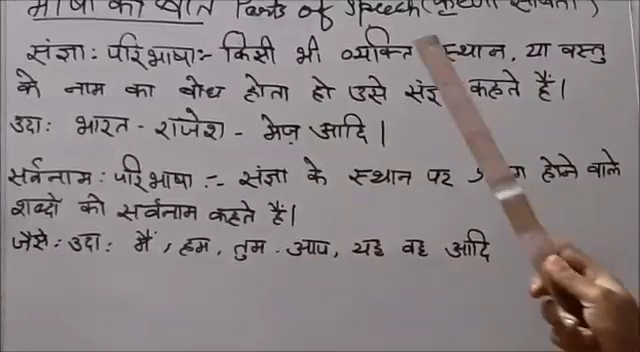 भाषा का Parts of Speech
संज्ञा : परिभाषा :- किसी भी व्यक्ति स्थान, या वस्तु
के नाम का बोध होता हो उसे कहते हैं।
उदा: भारत - राजेश - मेज़ आदि।
सर्वनाम : परिभाषा :- संज्ञा के स्थान पर होने वाले
शब्दों को सर्वनाम कहते हैं।
जैसे: उदा: मैं, हम, तुम. आप, यह वह आदि